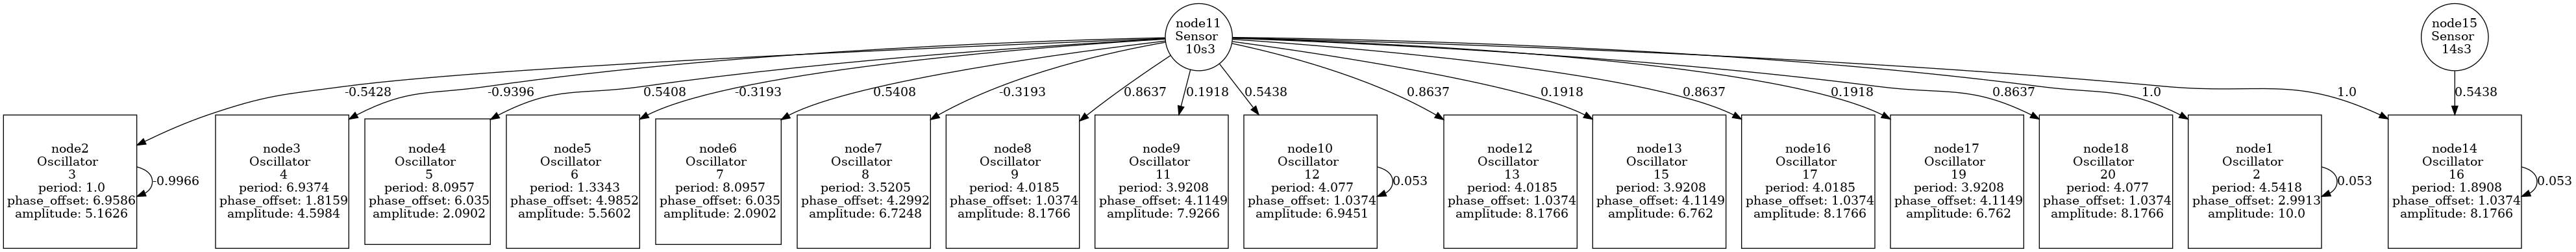 node11
Sensor
10s3
node15
Sensor
14s3
-0.5428
-0.9396
0.5408
-0.3193
0.5408
-0.3193
0.8637
0.1918
0.5438
0.8637
0.1918
0.8637
0.1918
0.8637
1.0
1.0
0.5438
node2
Oscillator
3
period: 1.0
phase_offset: 6.9586
amplitude: 5.1626
-0.9966
node3
Oscillator
4
period: 6.9374
phase_offset: 1.8159
amplitude: 4.5984
node4
Oscillator
5
period: 8.0957
phase_offset: 6.035
amplitude: 2.0902
node5
Oscillator
6
period: 1.3343
phase_offset: 4.9852
amplitude: 5.5602
node6
Oscillator
7
period: 8.0957
phase_offset: 6.035
amplitude: 2.0902
node7
Oscillator
8
period: 3.5205
phase_offset: 4.2992
amplitude: 6.7248
node8
Oscillator
9
period: 4.0185
phase_offset: 1.0374
amplitude: 8.1766
node9
Oscillator
11
period: 3.9208
phase_offset: 4.1149
amplitude: 7.9266
node10
Oscillator
12
period: 4.077
phase_offset: 1.0374
amplitude: 6.9451
0.053
node12
Oscillator
13
period: 4.0185
phase_offset: 1.0374
amplitude: 8.1766
node13
Oscillator
15
period: 3.9208
phase_offset: 4.1149
amplitude: 6.762
node16
Oscillator
17
period: 4.0185
phase_offset: 1.0374
amplitude: 8.1766
node17
Oscillator
19
period: 3.9208
phase_offset: 4.1149
amplitude: 6.762
node18
Oscillator
20
period: 4.077
phase_offset: 1.0374
amplitude: 8.1766
node1
Oscillator
2
period: 4.5418
phase_offset: 2.9913
amplitude: 10.0
0.053
node14
Oscillator
16
period: 1.8908
phase_offset: 1.0374
amplitude: 8.1766
0.053